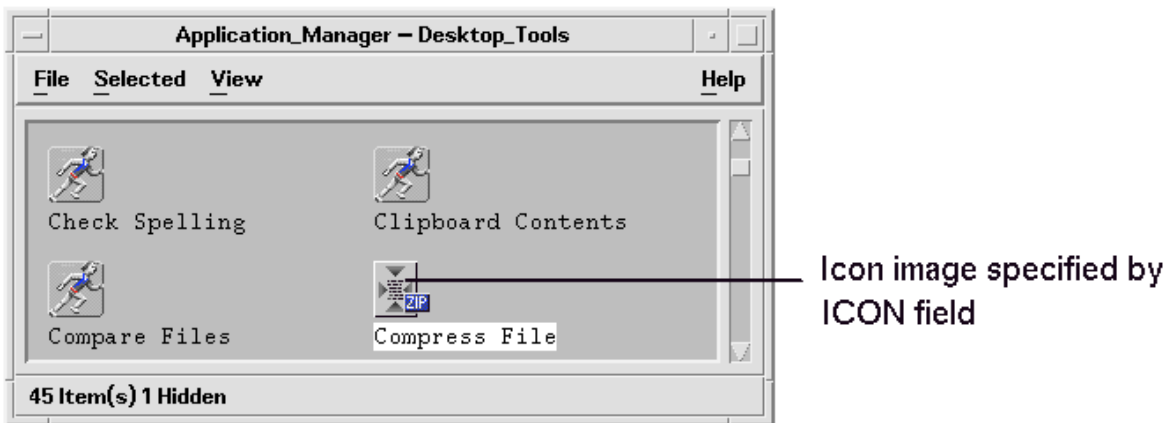 Application_Manager – Desktop_Tools
File Selected View Help
Check Spelling
Clipboard Contents
Compare Files
ZIP
Compress File
Icon image specified by
ICON field
45 Item(s) 1 Hidden